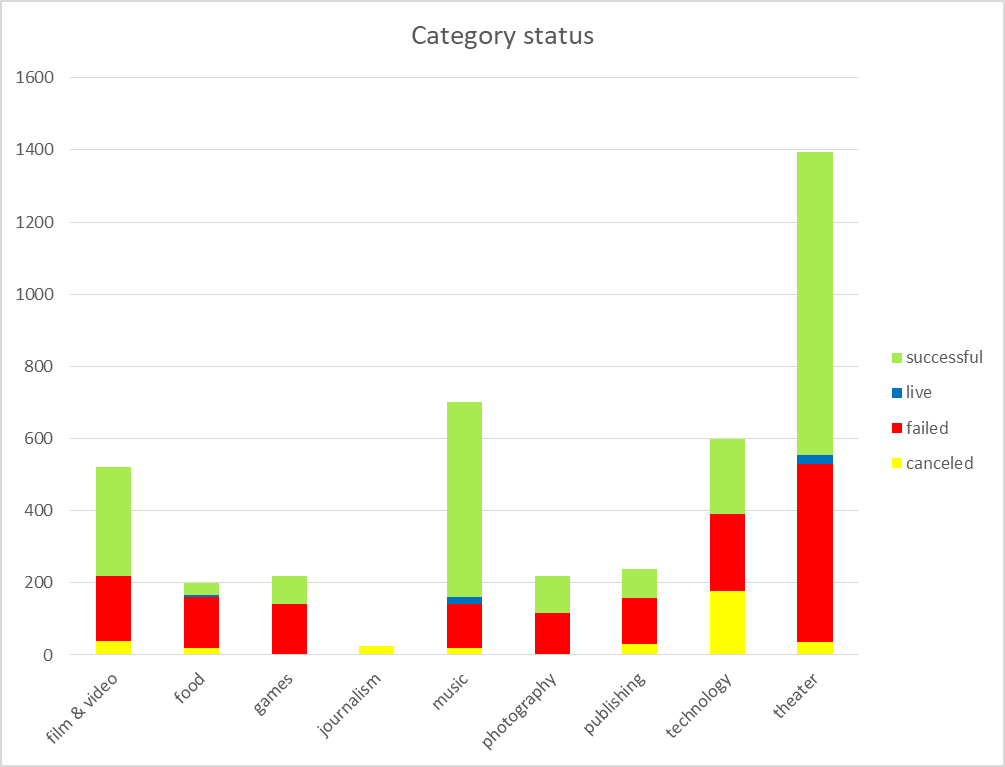 Category status
1600
1400
1200
1000
800
600
400
200
0
film & video
food
games
journalism
music
photography
publishing
technology
theater
successful
live
failed
canceled